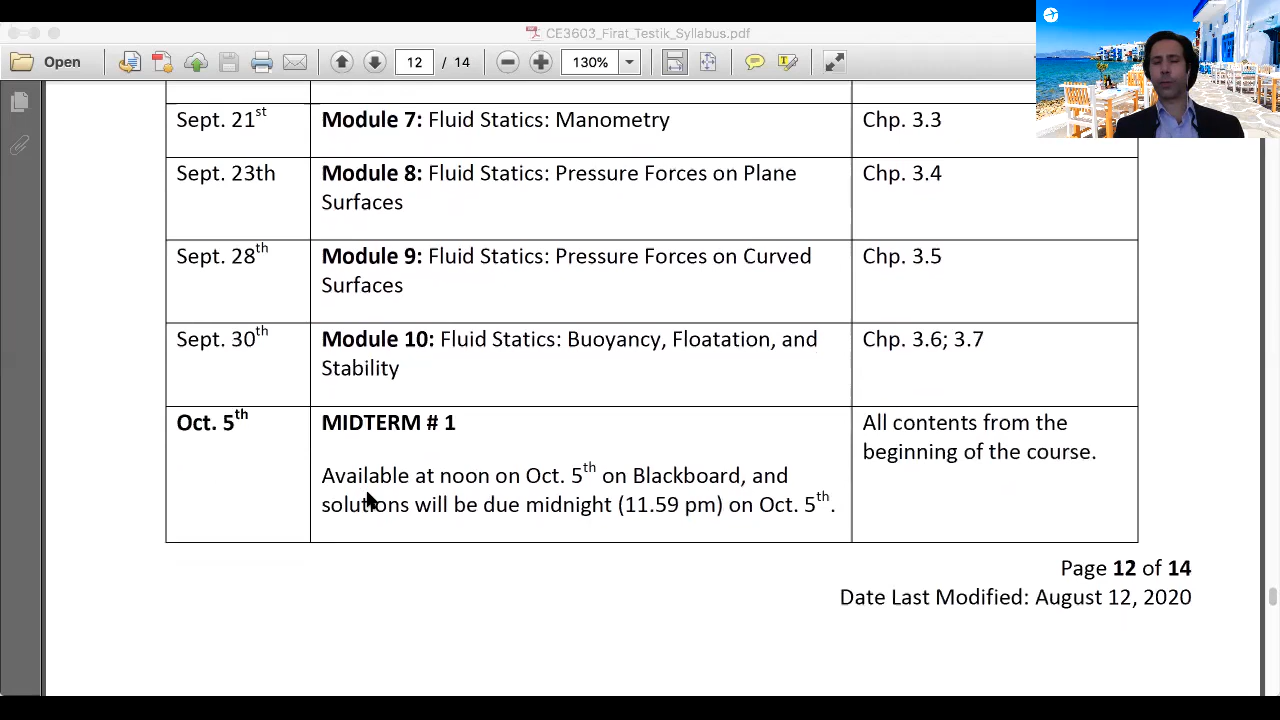 CE3603_Firat_Testik_Syllabus.pdf
Open
12 / 14
130%
Sept. 21st
Module 7: Fluid Statics: Manometry
Chp. 3.3
Sept. 23th
Module 8: Fluid Statics: Pressure Forces on Plane
Surfaces
Chp. 3.4
Sept. 28th
Module 9: Fluid Statics: Pressure Forces on Curved
Surfaces
Chp. 3.5
Sept. 30th
Module 10: Fluid Statics: Buoyancy, Floatation, and
Stability
Chp. 3.6; 3.7
Oct. 5th
MIDTERM # 1
Available at noon on Oct. 5th on Blackboard, and
solutions will be due midnight (11.59 pm) on Oct. 5th.
All contents from the
beginning of the course.
Page 12 of 14
Date Last Modified: August 12, 2020